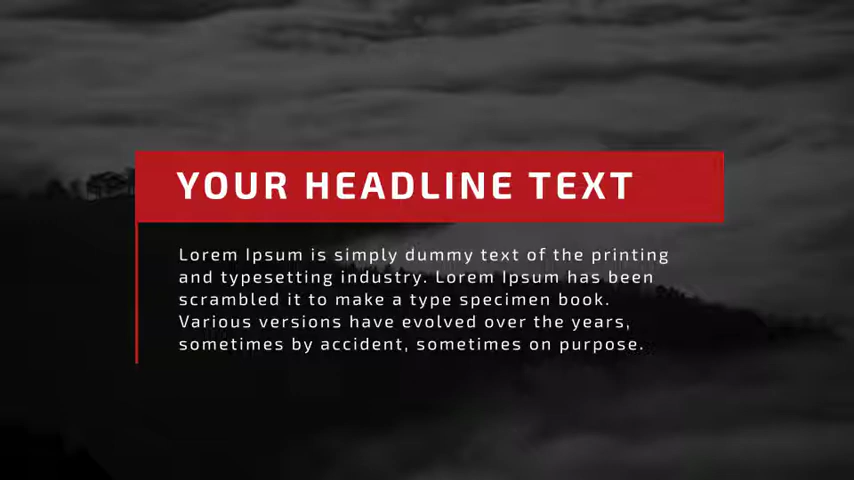 YOUR HEADLINE TEXT
Lorem Ipsum is simply dummy text of the printing
and typesetting industry. Lorem Ipsum has been
scrambled it to make a type specimen book.
Various versions have evolved over the years,
sometimes by accident, sometimes on purpose.